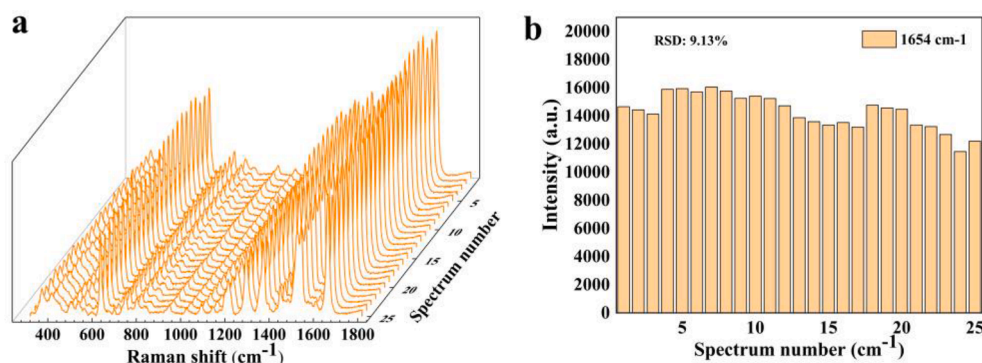 a
5
10
15
20
25
Spectrum number
400 600 800 1000 1200 1400 1600 1800
Raman shift (cm-1)
b
RSD: 9.13%
1654 cm-1
20000
18000
16000
14000
12000
10000
8000
6000
4000
2000
0
Intensity (a.u.)
5 10 15 20 25
Spectrum number (cm-1)